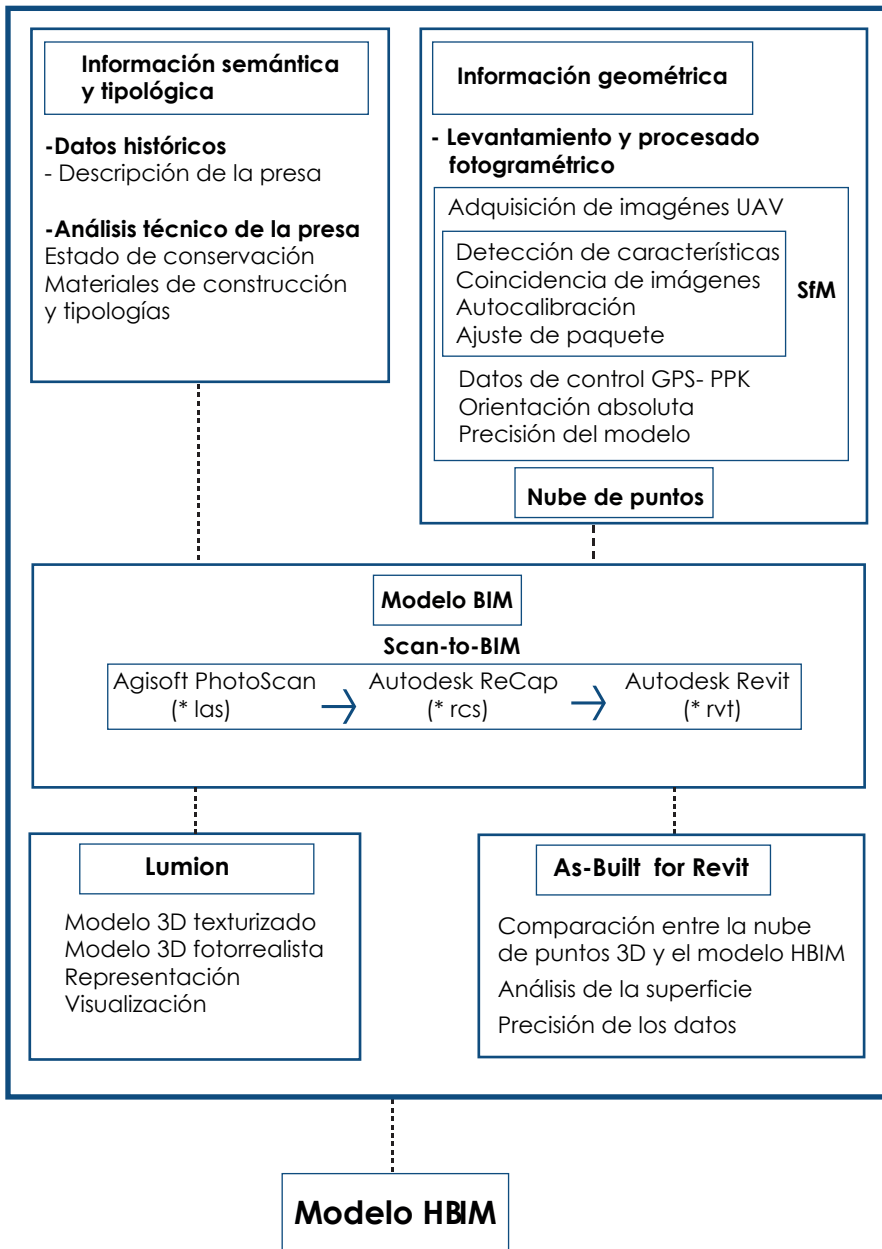 Información semántica
y tipológica
-Datos históricos
- Descripción de la presa
-Análisis técnico de la presa
Estado de conservación
Materiales de construcción
y tipologías
Información geométrica
- Levantamiento y procesado
fotogramétrico
Adquisición de imagénes UAV
Detección de características
Coincidencia de imágenes
Autocalibración
Ajuste de paquete
SfM
Datos de control GPS- PPK
Orientación absoluta
Precisión del modelo
Nube de puntos
Modelo BIM
Scan-to-BIM
Agisoft PhotoScan
(* las)
Autodesk ReCap
(* rcs)
Autodesk Revit
(* rvt)
Lumion
Modelo 3D texturizado
Modelo 3D fotorrealista
Representación
Visualización
As-Built for Revit
Comparación entre la nube
de puntos 3D y el modelo HBIM
Análisis de la superficie
Precisión de los datos
Modelo HBIM